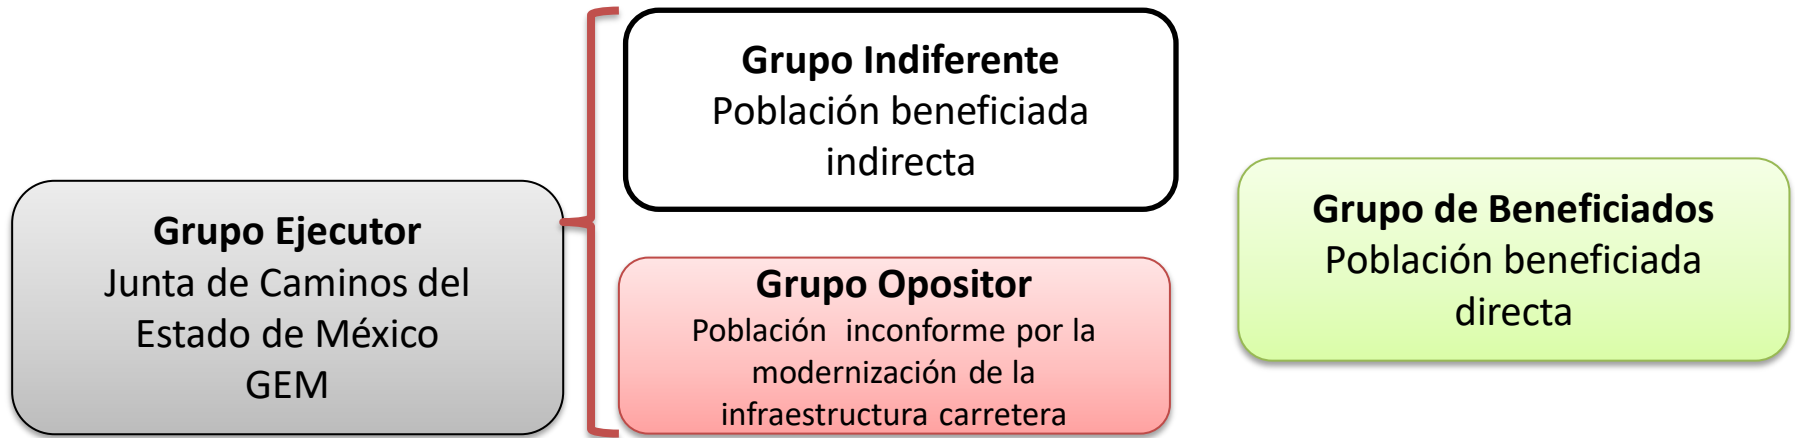 Grupo Ejecutor
Junta de Caminos del
Estado de México
GEM
Grupo Indiferente
Población beneficiada
indirecta
Grupo Opositor
Población inconforme por la
modernización de la
infraestructura carretera
Grupo de Beneficiados
Población beneficiada
directa